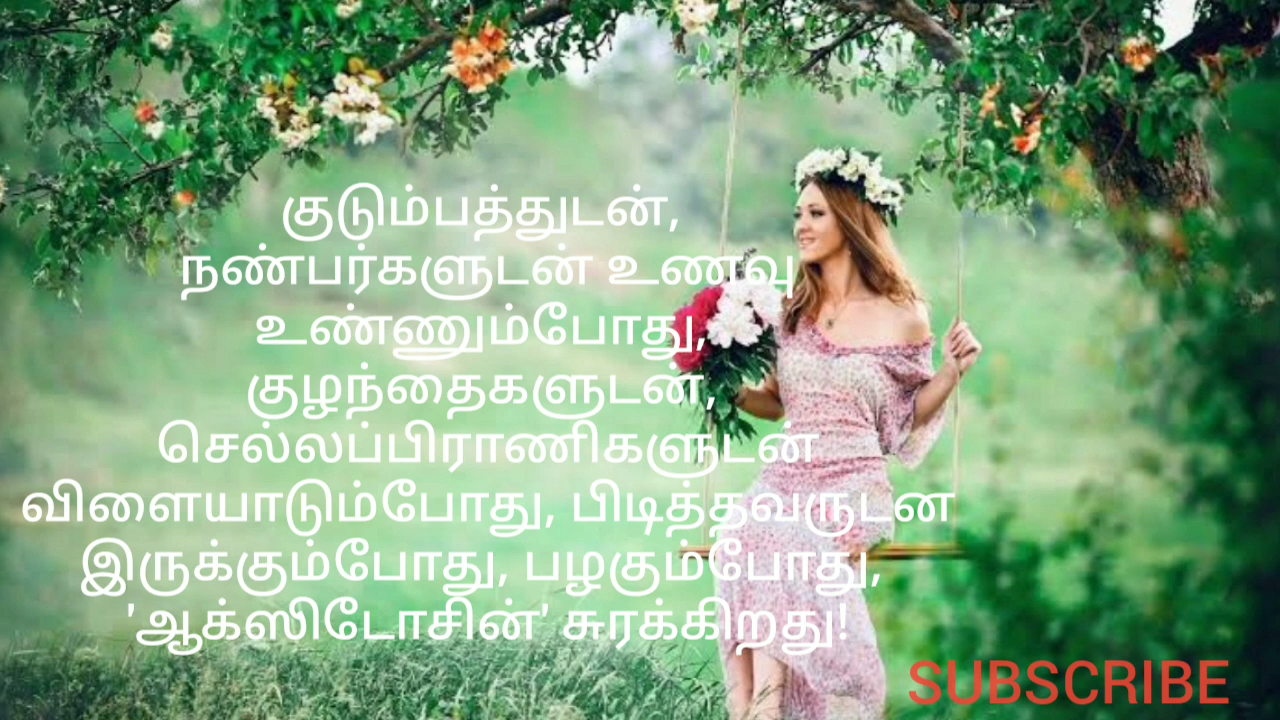 குடும்பத்துடன்,
நண்பர்களுடன் உணவு
உண்ணும்போது,
குழந்தைகளுடன்,
செல்லப்பிராணிகளுடன்
விளையாடும்போது, பிடித்தவருடன
இருக்கும்போது, பழகும்போது,
'ஆக்ஸிடோசின்' சுரக்கிறது!
SUBSCRIBE